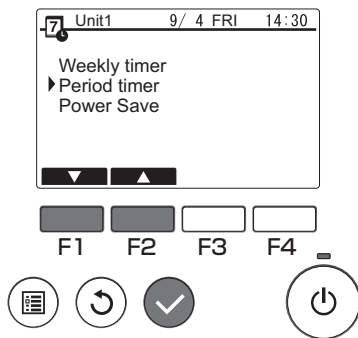 7 Unit1 9/ 4 FRI 14:30
Weekly timer
Period timer
Power Save
F1 F2 F3 F4